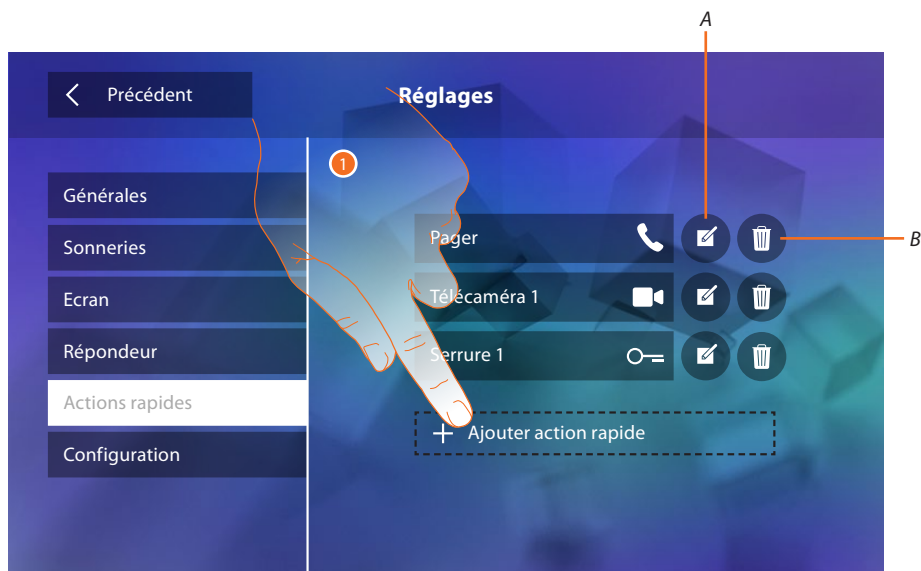 A
Précédent
Réglages
1
Générales
Sonneries
Ecran
Répondeur
Actions rapides
Configuration
Pager
B
Télécaméra 1
Serrure 1
Ajouter action rapide